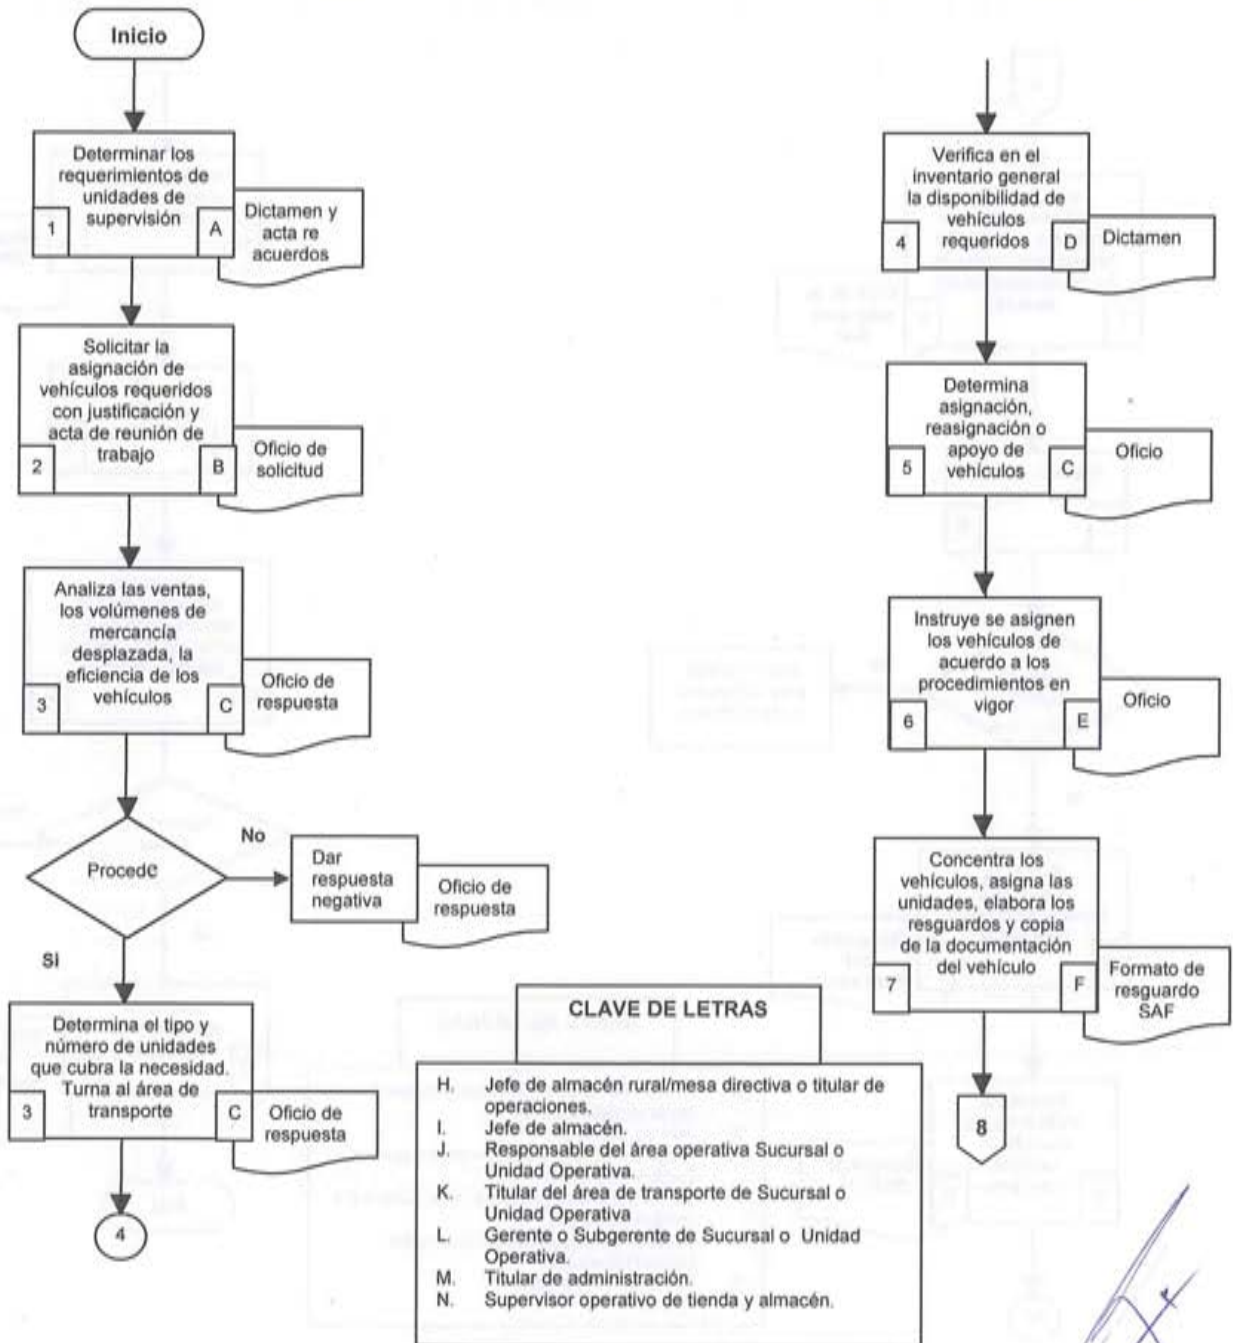 Inicio
Determinar los
requerimientos de
unidades de
supervisión
1
A
Dictamen y
acta re
acuerdos
Solicitar la
asignación de
vehículos requeridos
con justificación y
acta de reunión de
trabajo
2
B
Oficio de
solicitud
Analiza las ventas,
los volúmenes de
mercancía
desplazada, la
eficiencia de los
vehículos
3
C
Oficio de
respuesta
Procede
No
Dar
respuesta
negativa
Oficio de
respuesta
Si
Determina el tipo y
número de unidades
que cubra la necesidad.
Turna al área de
transporte
3
C
Oficio de
respuesta
4
Verifica en el
inventario general
la disponibilidad de
vehículos
requeridos
4
D
Dictamen
Determina
asignación,
reasignación o
apoyo de
vehículos
5
C
Oficio
Instruye se asignen
los vehículos de
acuerdo a los
procedimientos en
vigor
6
E
Oficio
Concentra los
vehículos, asigna las
unidades, elabora los
resguardos y copia
de la documentación
del vehículo
7
F
Formato de
resguardo
SAF
8
CLAVE DE LETRAS
H. Jefe de almacén rural/mesa directiva o titular de
operaciones.
I. Jefe de almacén.
J. Responsable del área operativa Sucursal o
Unidad Operativa.
K. Titular del área de transporte de Sucursal o
Unidad Operativa
L. Gerente o Subgerente de Sucursal o Unidad
Operativa.
M. Titular de administración.
N. Supervisor operativo de tienda y almacén.